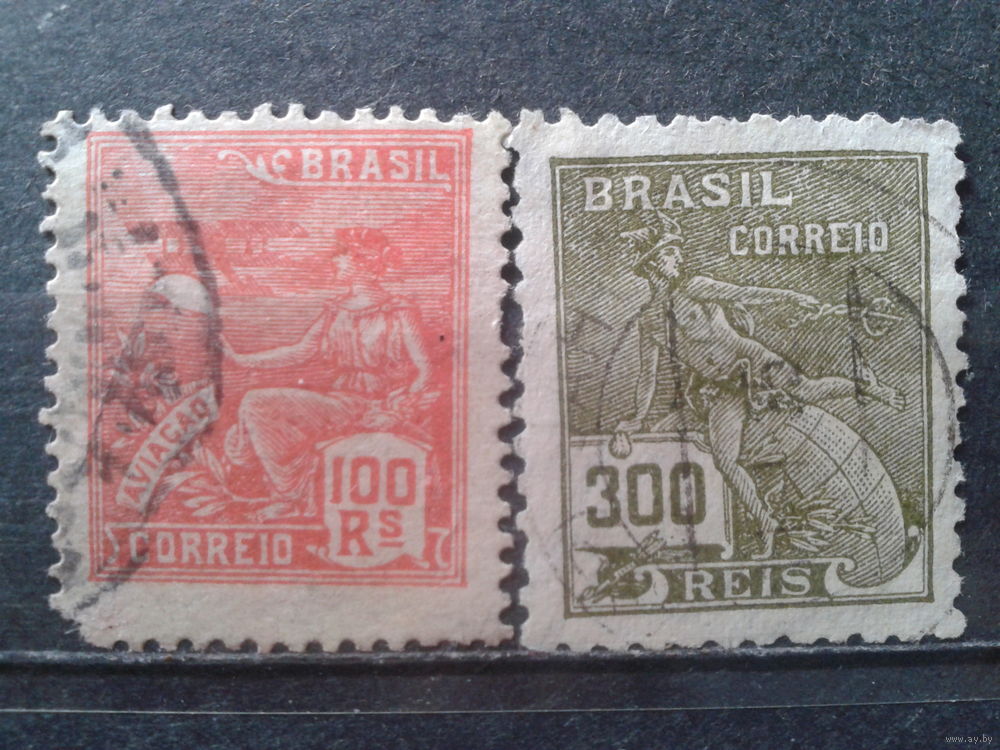 BRASIL
AVIAÇÃO
100
Rs
CORREIO
BRASIL
CORREIO
300
REIS
www.ay.by